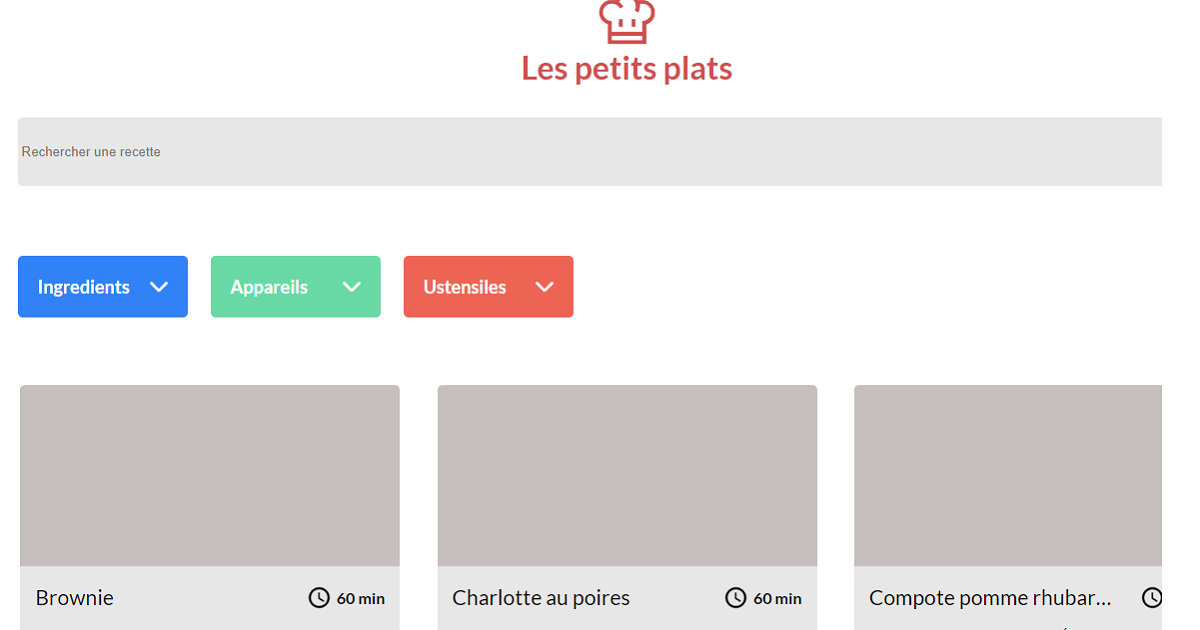 Les petits plats
Rechercher une recette
Ingredients Appareils Ustensiles
Brownie 60 min Charlotte au poires 60 min Compote pomme rhubar...